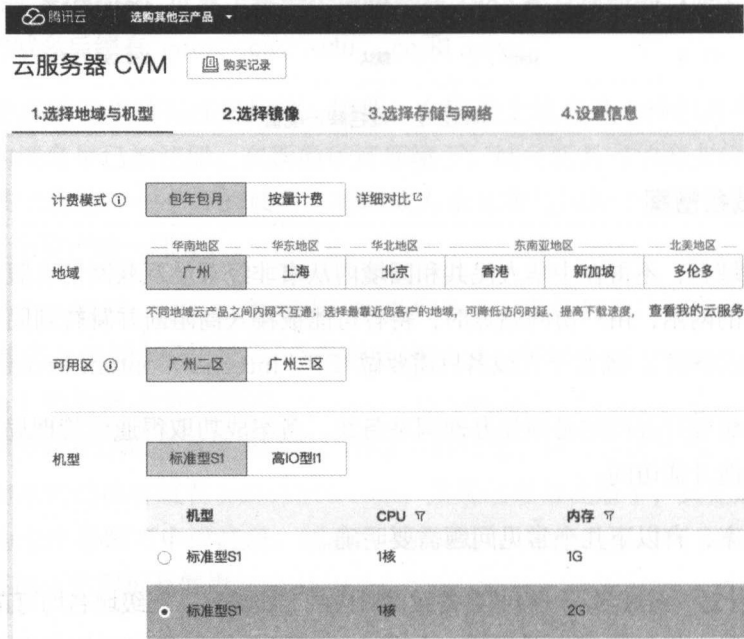 腾讯云 选购其他云产品
云服务器 CVM 购买记录
1.选择地域与机型 2.选择镜像 3.选择存储与网络 4.设置信息
计费模式 包年包月 按量计费 详细对比
华南地区 华东地区 华北地区 东南亚地区 北美地区
地域 广州 上海 北京 香港 新加坡 多伦多
不同地域云产品之间内网不互通；选择最靠近您客户的地域，可降低访问时延、提高下载速度， 查看我的云服务
可用区 广州二区 广州三区
机型 标准型S1 高IO型I1
机型 CPU 内存
标准型S1 1核 1G
标准型S1 1核 2G